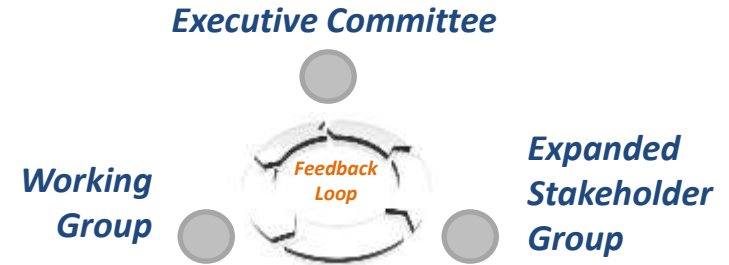 Executive Committee
Feedback
Loop
Working
Group
Expanded
Stakeholder
Group